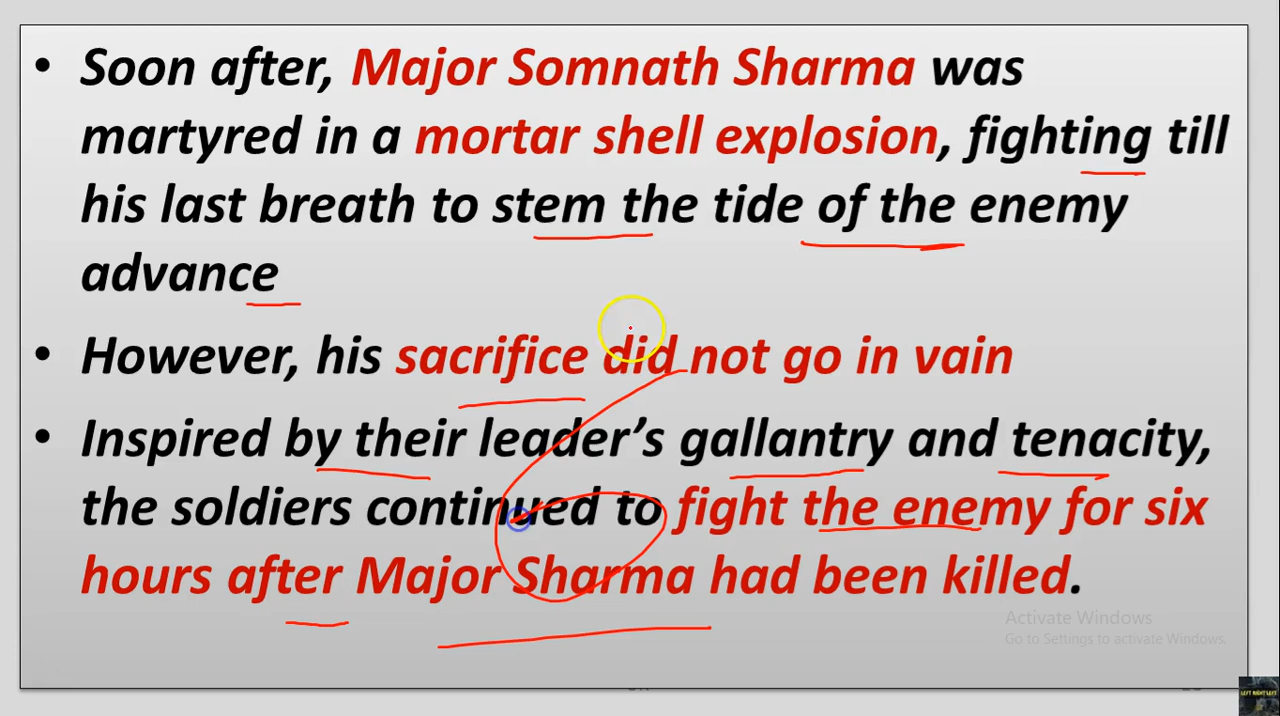 • Soon after, Major Somnath Sharma was
martyred in a mortar shell explosion, fighting till
his last breath to stem the tide of the enemy
advance
• However, his sacrifice did not go in vain
• Inspired by their leader's gallantry and tenacity,
the soldiers continued to fight the enemy for six
hours after Major Sharma had been killed.
Activate Windows
Go to Settings to activate Windows.
LEFT RIGHT LEFT